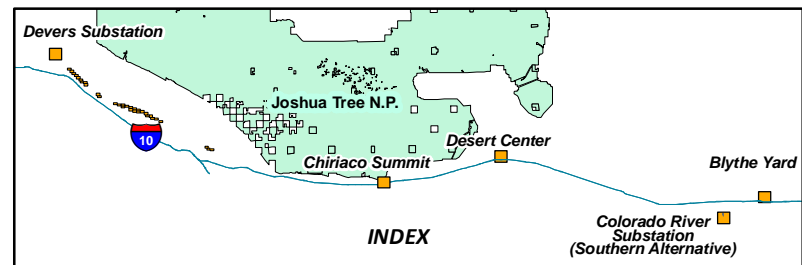 Devers Substation
Joshua Tree N.P.
10
Desert Center
Chiriaco Summit
Blythe Yard
Colorado River
Substation
(Southern Alternative)
INDEX